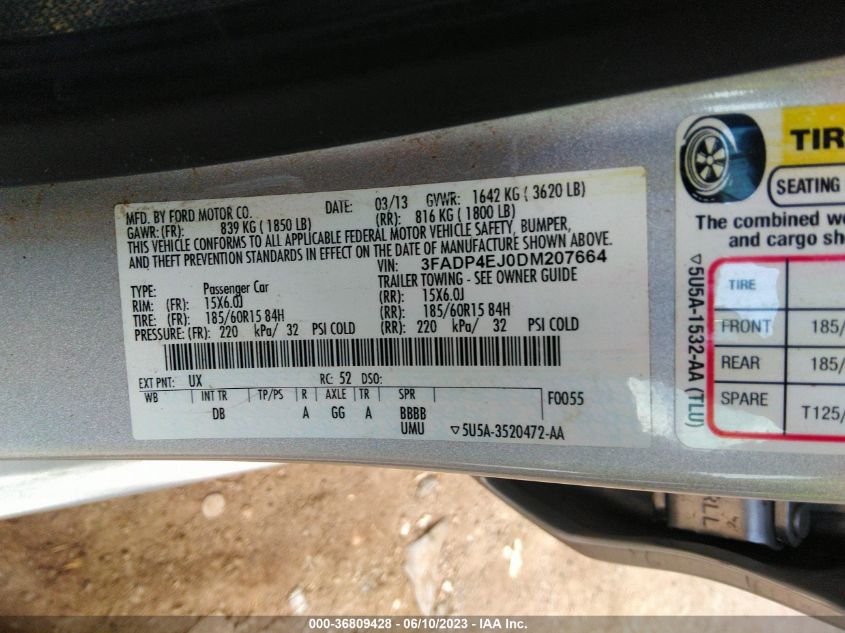 MFD. BY FORD MOTOR CO. DATE: 03/13 GVWR: 1642 KG ( 3620 LB)
GAWR: (FR): 839 KG ( 1850 LB) (RR): 816 KG ( 1800 LB)
THIS VEHICLE CONFORMS TO ALL APPLICABLE FEDERAL MOTOR VEHICLE SAFETY, BUMPER,
AND THEFT PREVENTION STANDARDS IN EFFECT ON THE DATE OF MANUFACTURE SHOWN ABOVE.
VIN: 3FADP4EJ0DM207664
TYPE: Passenger Car TRAILER TOWING - SEE OWNER GUIDE
RIM: (FR): 15X6.0J (RR): 15X6.0J
TIRE: (FR): 185/60R15 84H (RR): 185/60R15 84H
PRESSURE: (FR): 220 kPa/ 32 PSI COLD (RR): 220 kPa/ 32 PSI COLD
EXT PNT: UX RC: 52 DSO:
WB INT TR TP/PS R AXLE TR SPR F0055
DB A GG A BBBB
UMU ▽5U5A-3520472-AA
TIR
SEATING
The combined we
and cargo sho
TIRE
FRONT 185/
REAR 185/
SPARE T125/
▽5U5A-1532-AA (TLU)
RLL
000-36809428 - 06/10/2023 - IAA Inc.